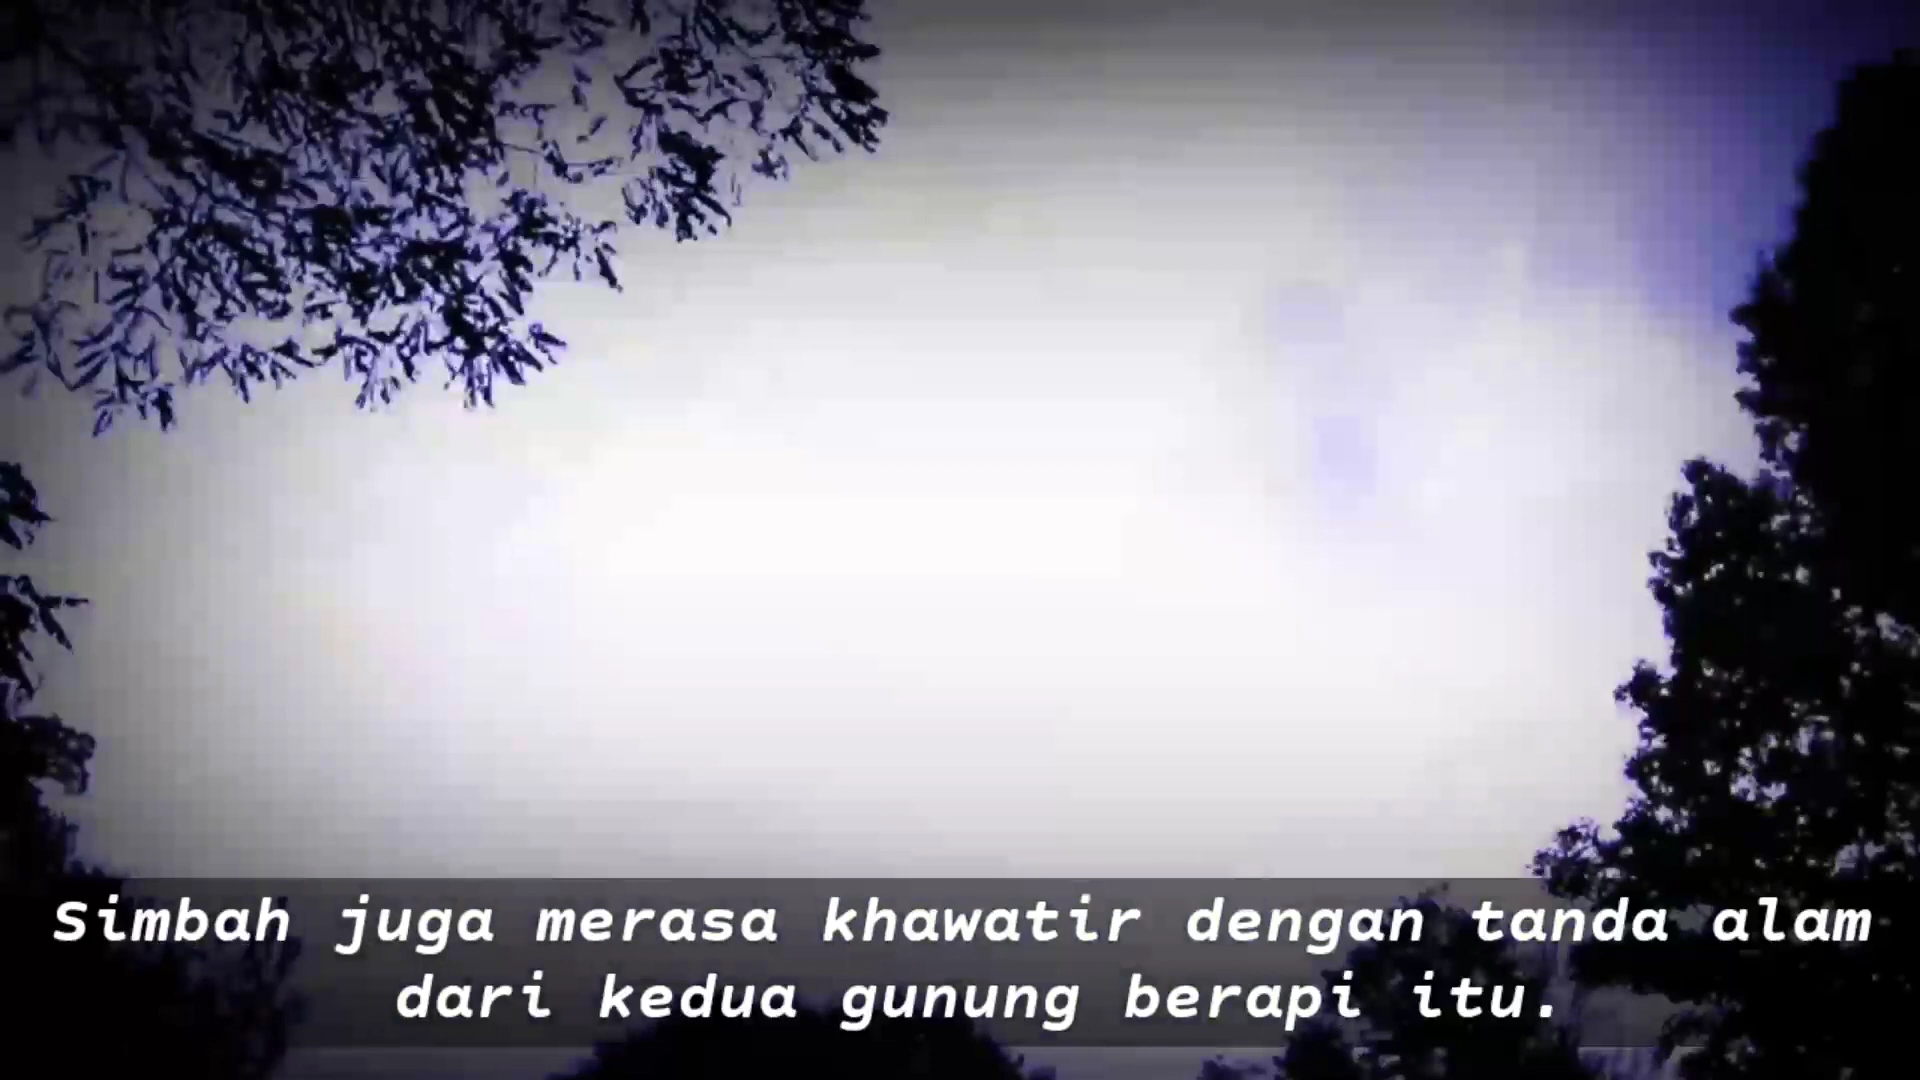 Simbah juga merasa khawatir dengan tanda alam
dari kedua gunung berapi itu.